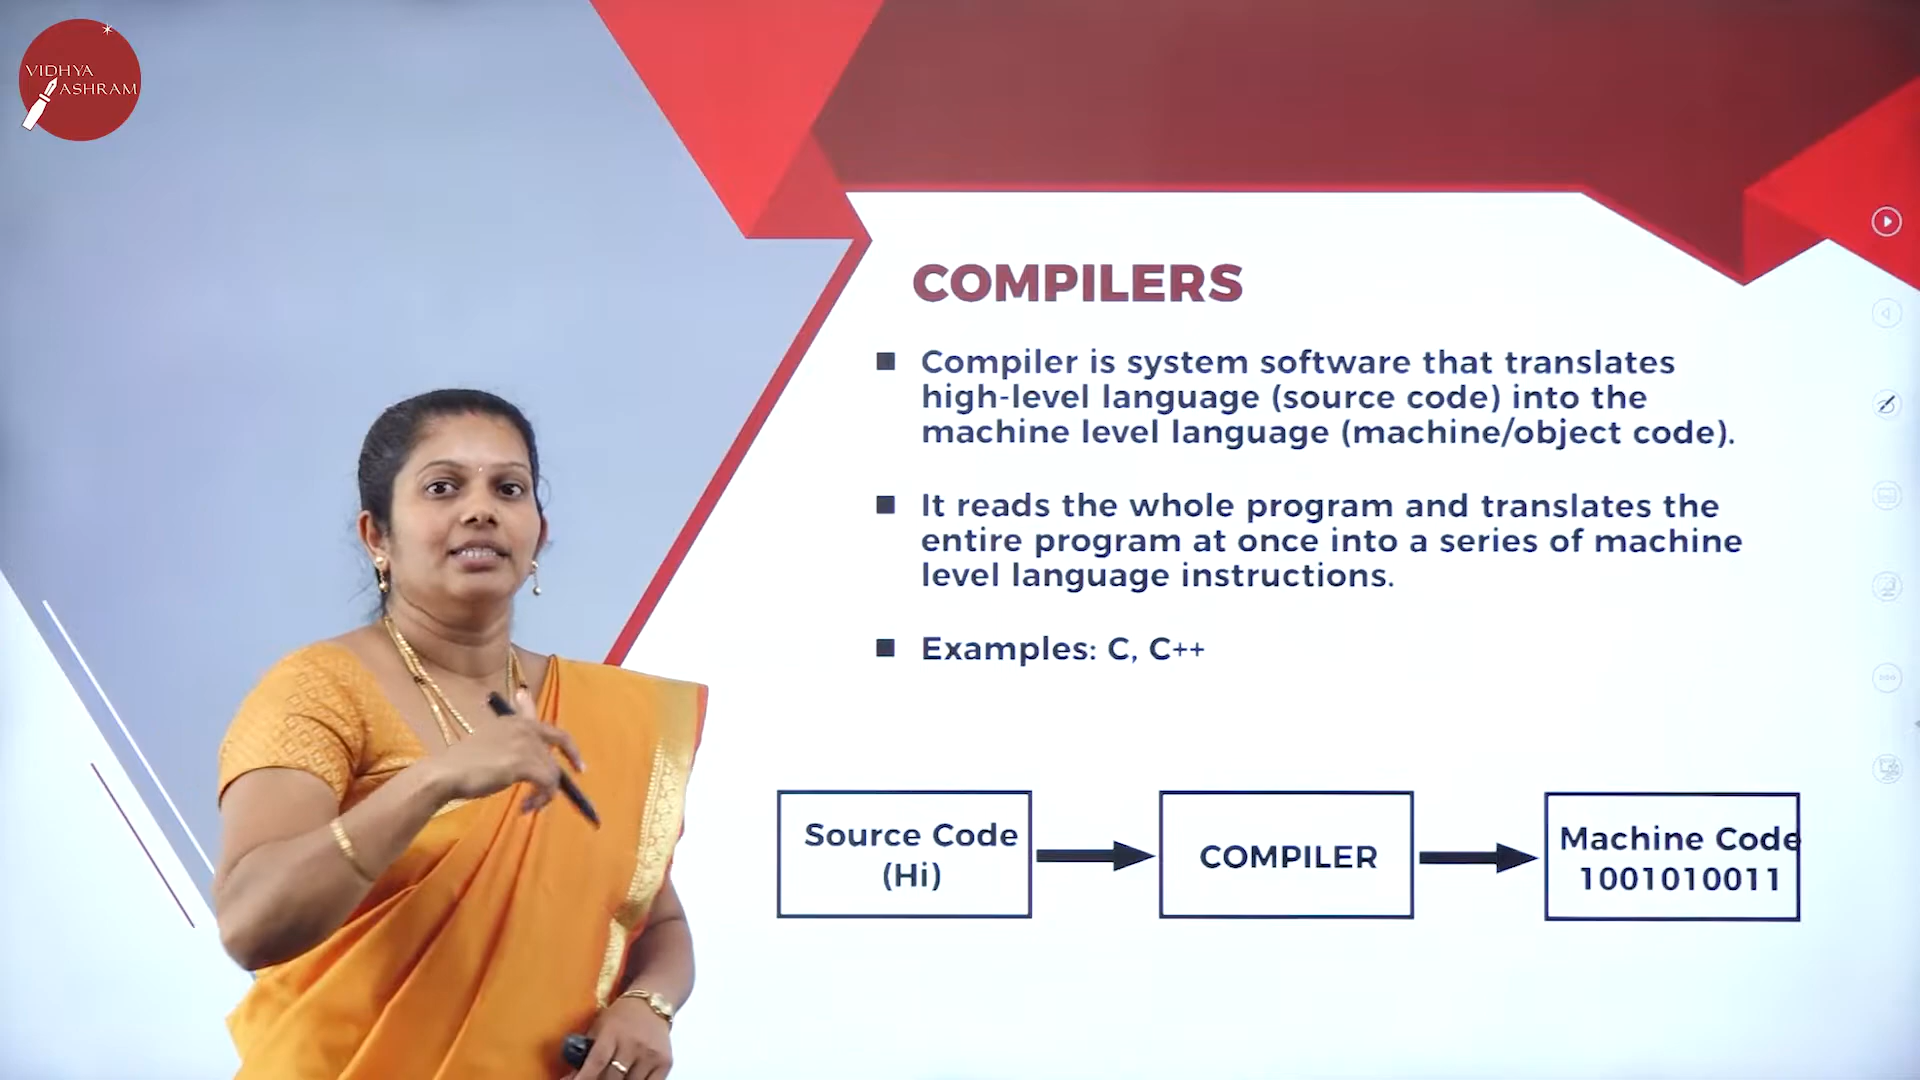 VIDHYA
ASHRAM
COMPILERS
Compiler is system software that translates
high-level language (source code) into the
machine level language (machine/object code).
It reads the whole program and translates the
entire program at once into a series of machine
level language instructions.
Examples: C, C++
Source Code
(Hi)
COMPILER
Machine Code
1001010011